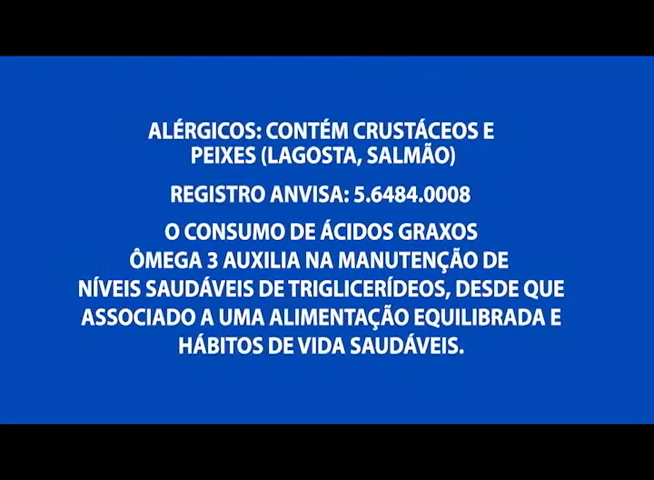 ALÉRGICOS: CONTÉM CRUSTÁCEOS E
PEIXES (LAGOSTA, SALMÃO)
REGISTRO ANVISA: 5.6484.0008
O CONSUMO DE ÁCIDOS GRAXOS
ÔMEGA 3 AUXILIA NA MANUTENÇÃO DE
NÍVEIS SAUDÁVEIS DE TRIGLICERÍDEOS, DESDE QUE
ASSOCIADO A UMA ALIMENTAÇÃO EQUILIBRADA E
HÁBITOS DE VIDA SAUDÁVEIS.